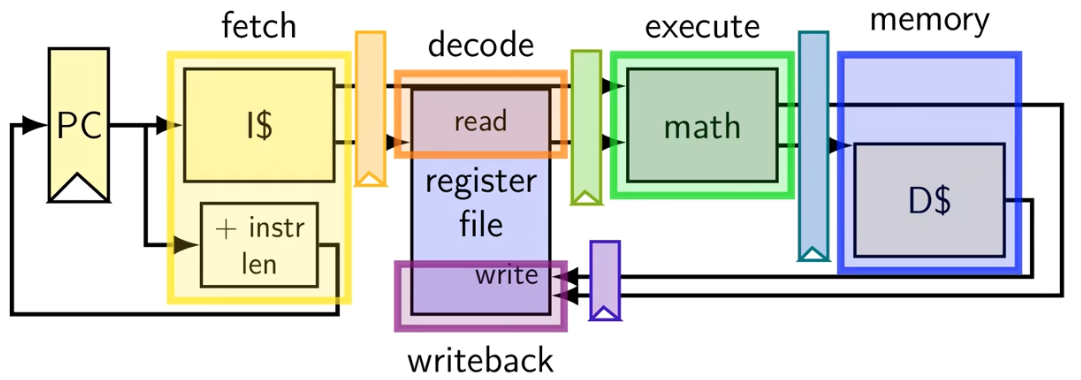 fetch
decode
execute
memory
PC
I$
read
math
register
file
D$
+ instr
len
write
writeback